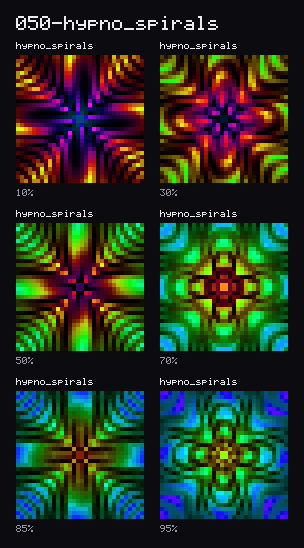 050-hypno_spirals
hypno_spirals
hypno_spirals
10%
30%
hypno_spirals
hypno_spirals
50%
70%
hypno_spirals
hypno_spirals
85%
95%